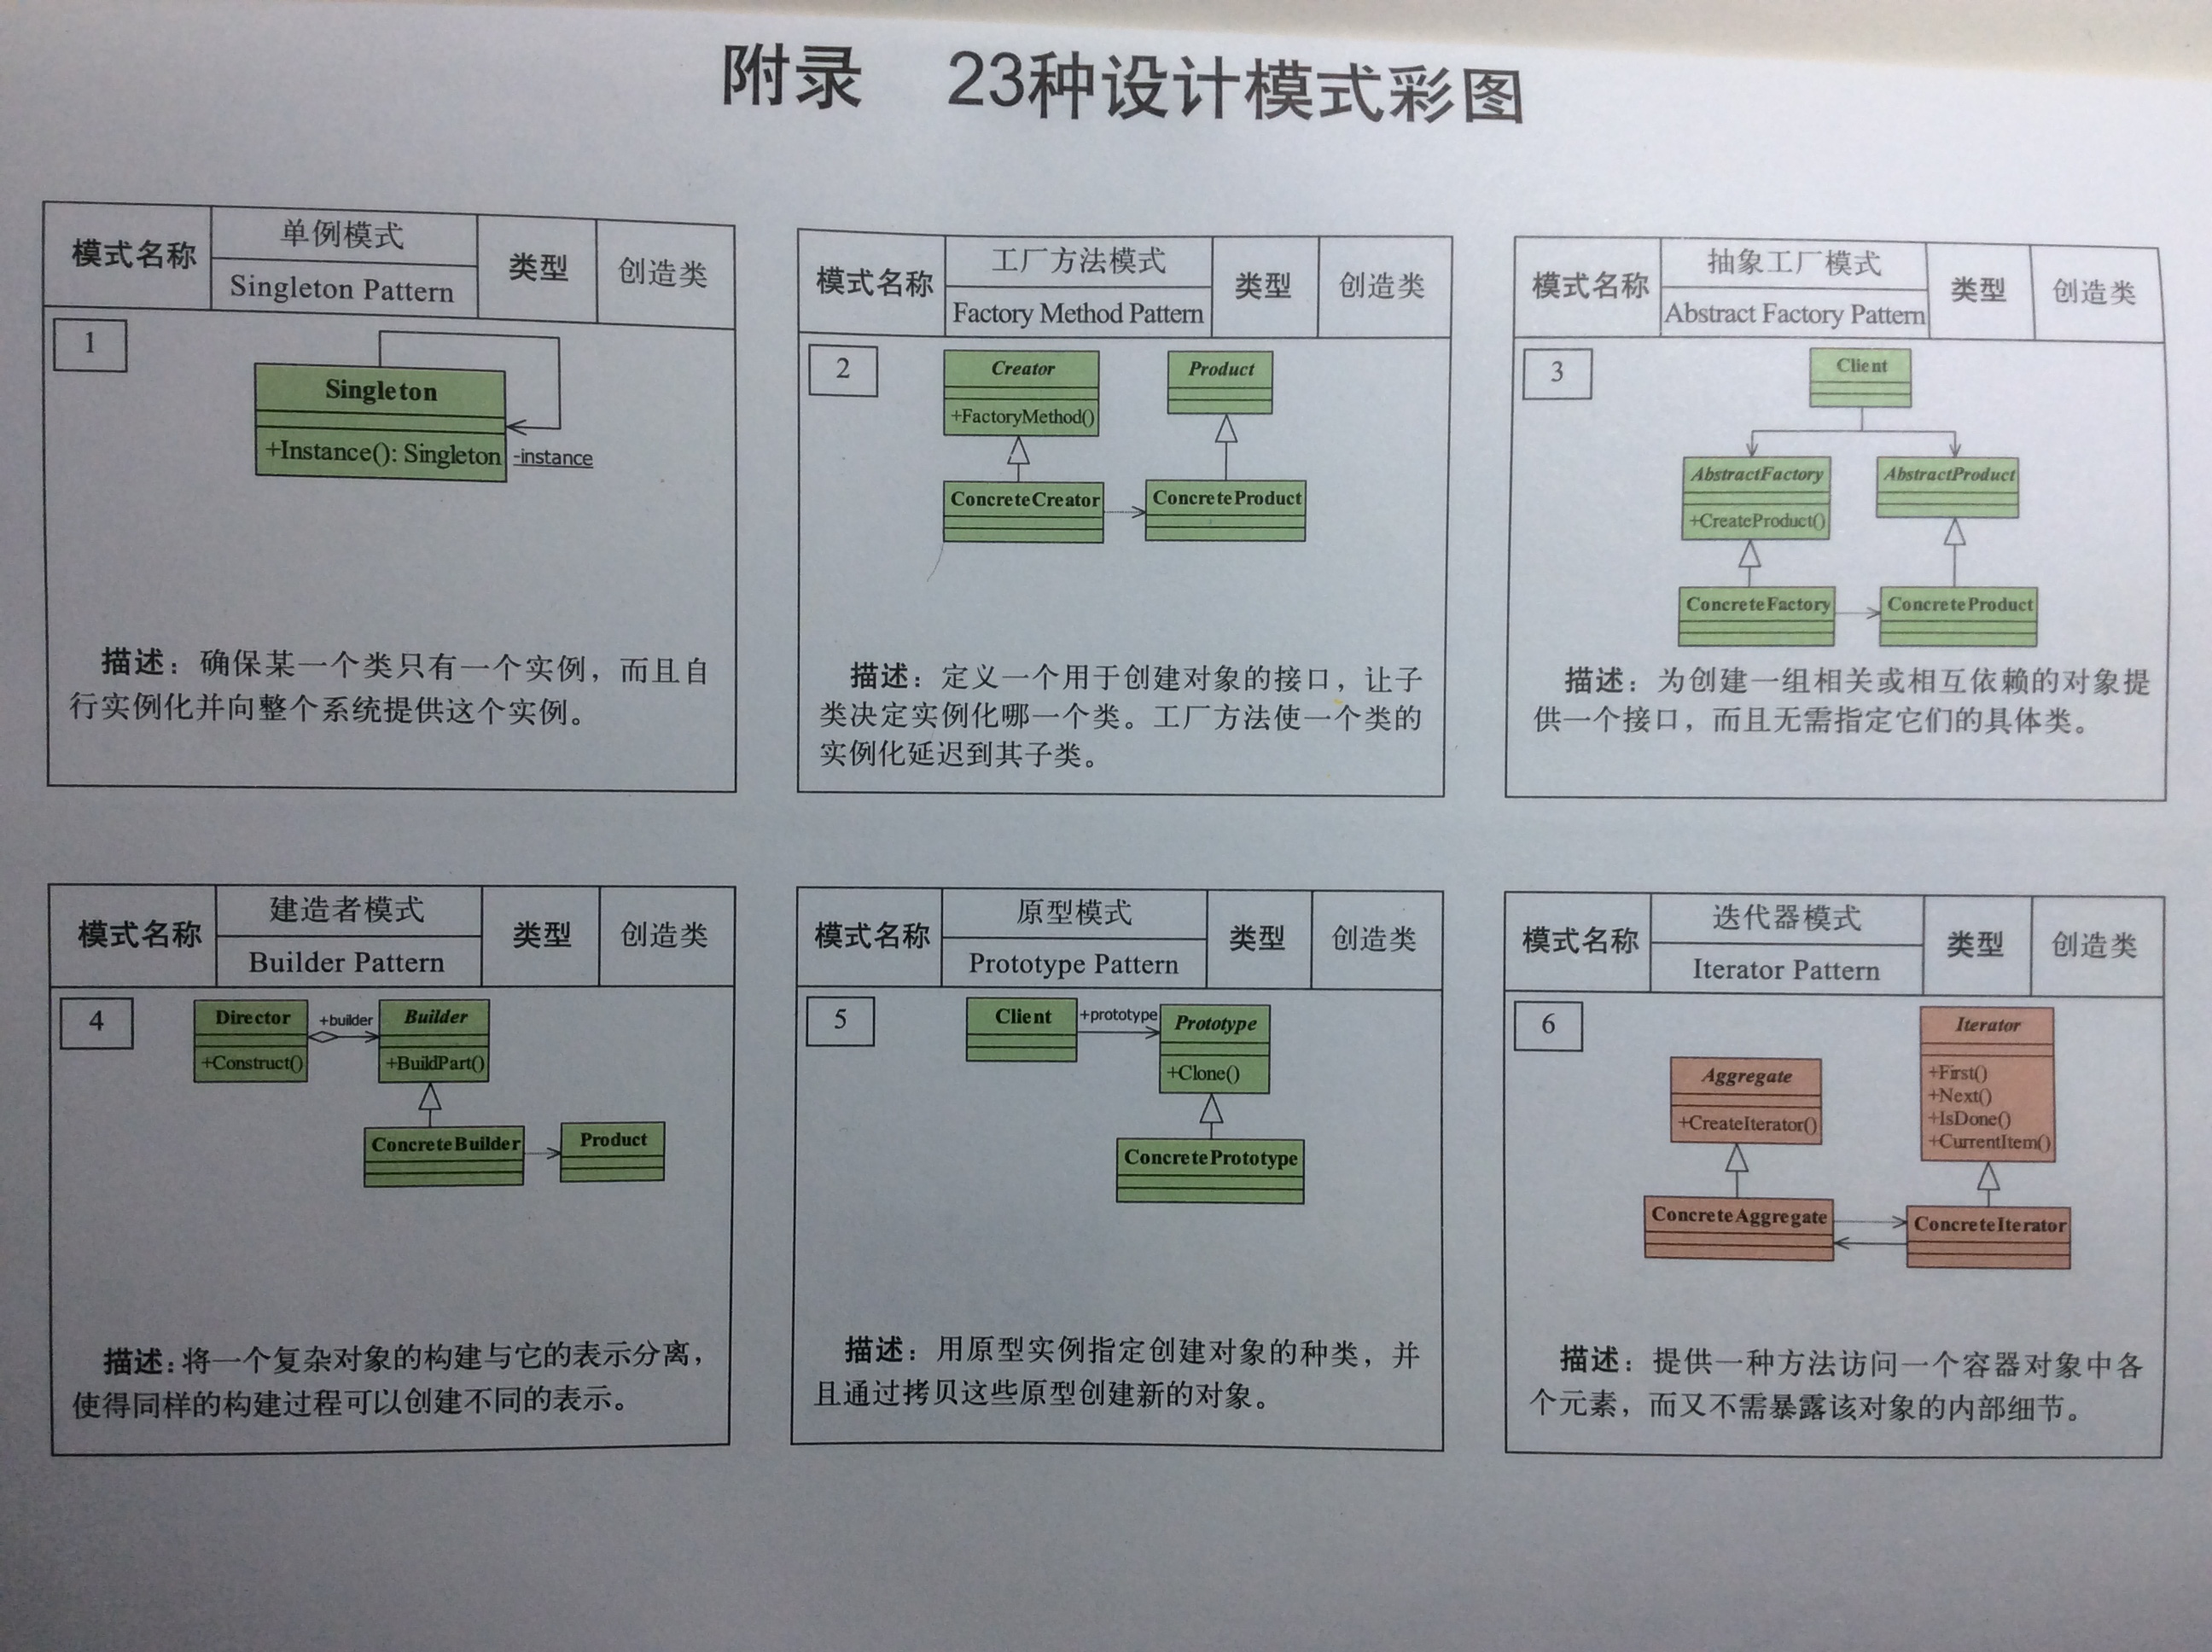 附录 23种设计模式彩图
模式名称
单例模式
Singleton Pattern
类型
创造类
1
Singleton
+Instance(): Singleton
-instance
描述：确保某一个类只有一个实例，而且自
行实例化并向整个系统提供这个实例。
模式名称
工厂方法模式
Factory Method Pattern
类型
创造类
2
Creator
+FactoryMethod()
Product
ConcreteCreator
ConcreteProduct
描述：定义一个用于创建对象的接口，让子
类决定实例化哪一个类。工厂方法使一个类的
实例化延迟到其子类。
模式名称
抽象工厂模式
Abstract Factory Pattern
类型
创造类
3
Client
AbstractFactory
+CreateProduct()
AbstractProduct
ConcreteFactory
ConcreteProduct
描述：为创建一组相关或相互依赖的对象提
供一个接口，而且无需指定它们的具体类。
模式名称
建造者模式
Builder Pattern
类型
创造类
4
Director
+Construct()
+builder
Builder
+BuildPart()
ConcreteBuilder
Product
描述：将一个复杂对象的构建与它的表示分离，
使得同样的构建过程可以创建不同的表示。
模式名称
原型模式
Prototype Pattern
类型
创造类
5
Client
+prototype
Prototype
+Clone()
ConcretePrototype
描述：用原型实例指定创建对象的种类，并
且通过拷贝这些原型创建新的对象。
模式名称
迭代器模式
Iterator Pattern
类型
创造类
6
Iterator
+First()
+Next()
+IsDone()
+CurrentItem()
Aggregate
+CreateIterator()
ConcreteAggregate
ConcreteIterator
描述：提供一种方法访问一个容器对象中各
个元素，而又不需暴露该对象的内部细节。